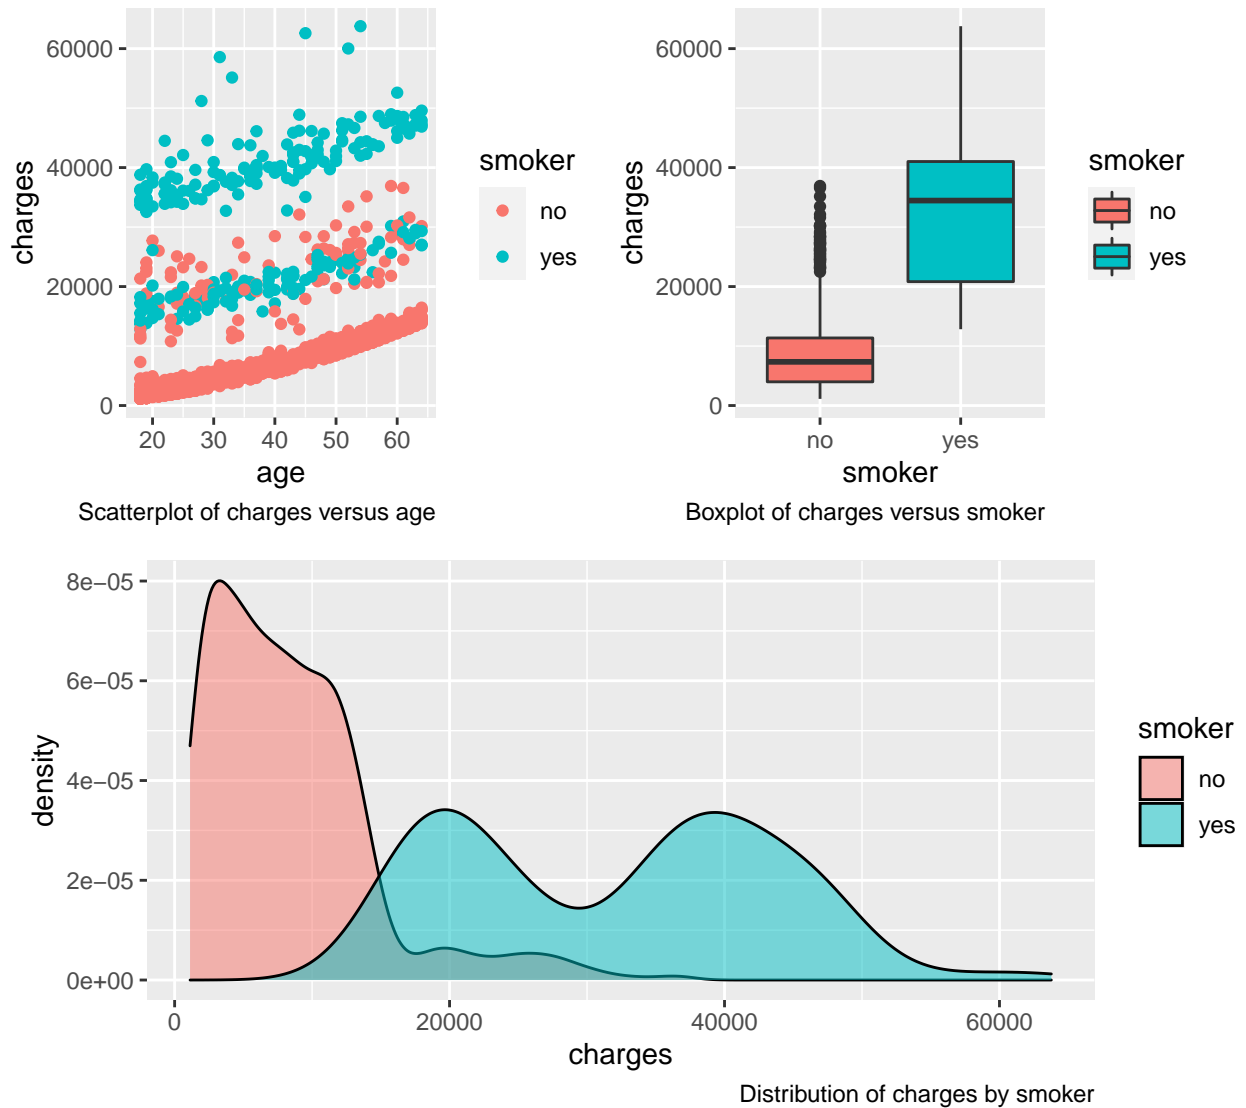 60000
40000
20000
0
charges
20 30 40 50 60
age
smoker
no
yes
Scatterplot of charges versus age
60000
40000
20000
0
charges
no yes
smoker
smoker
no
yes
Boxplot of charges versus smoker
8e−05
6e−05
4e−05
2e−05
0e+00
density
0 20000 40000 60000
charges
smoker
no
yes
Distribution of charges by smoker